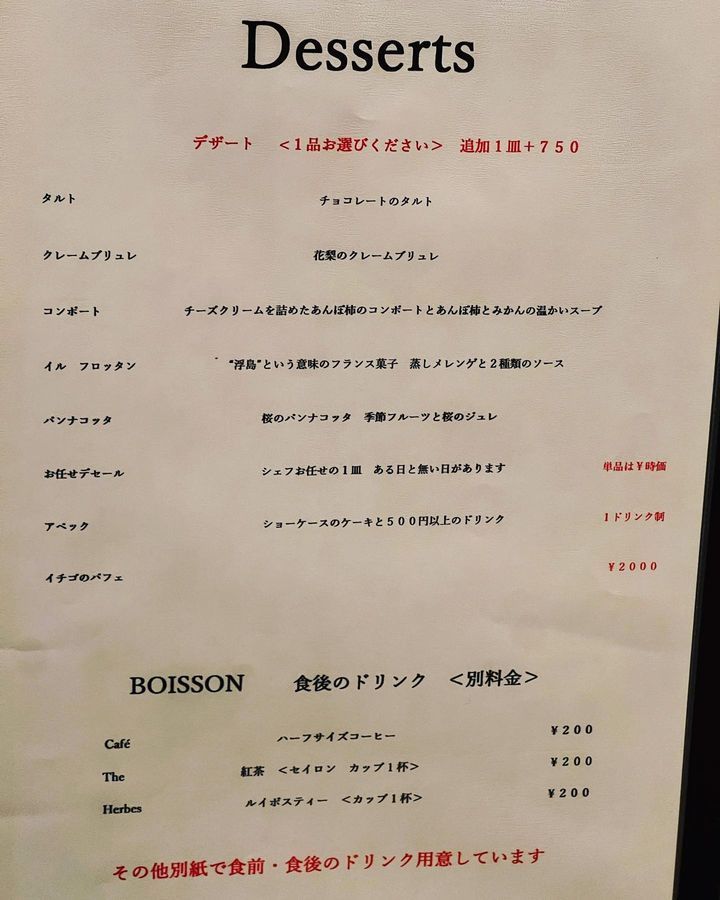 Desserts
デザート ＜１品お選びください＞ 追加１皿＋７５０
タルト チョコレートのタルト
クレームブリュレ 花梨のクレームブリュレ
コンポート チーズクリームを詰めたあんぽ柿のコンポートとあんぽ柿とみかんの温かいスープ
イル フロッタン “浮島”という意味のフランス菓子 蒸しメレンゲと２種類のソース
パンナコッタ 桜のパンナコッタ 季節フルーツと桜のジュレ
お任せデセール シェフお任せの１皿 ある日と無い日があります 単品は￥時価
アベック ショーケースのケーキと５００円以上のドリンク １ドリンク制
イチゴのパフェ ￥２０００
BOISSON 食後のドリンク ＜別料金＞
Café ハーフサイズコーヒー ￥２００
The 紅茶 ＜セイロン カップ１杯＞ ￥２００
Herbes ルイボスティー ＜カップ１杯＞ ￥２００
その他別紙で食前・食後のドリンク用意しています